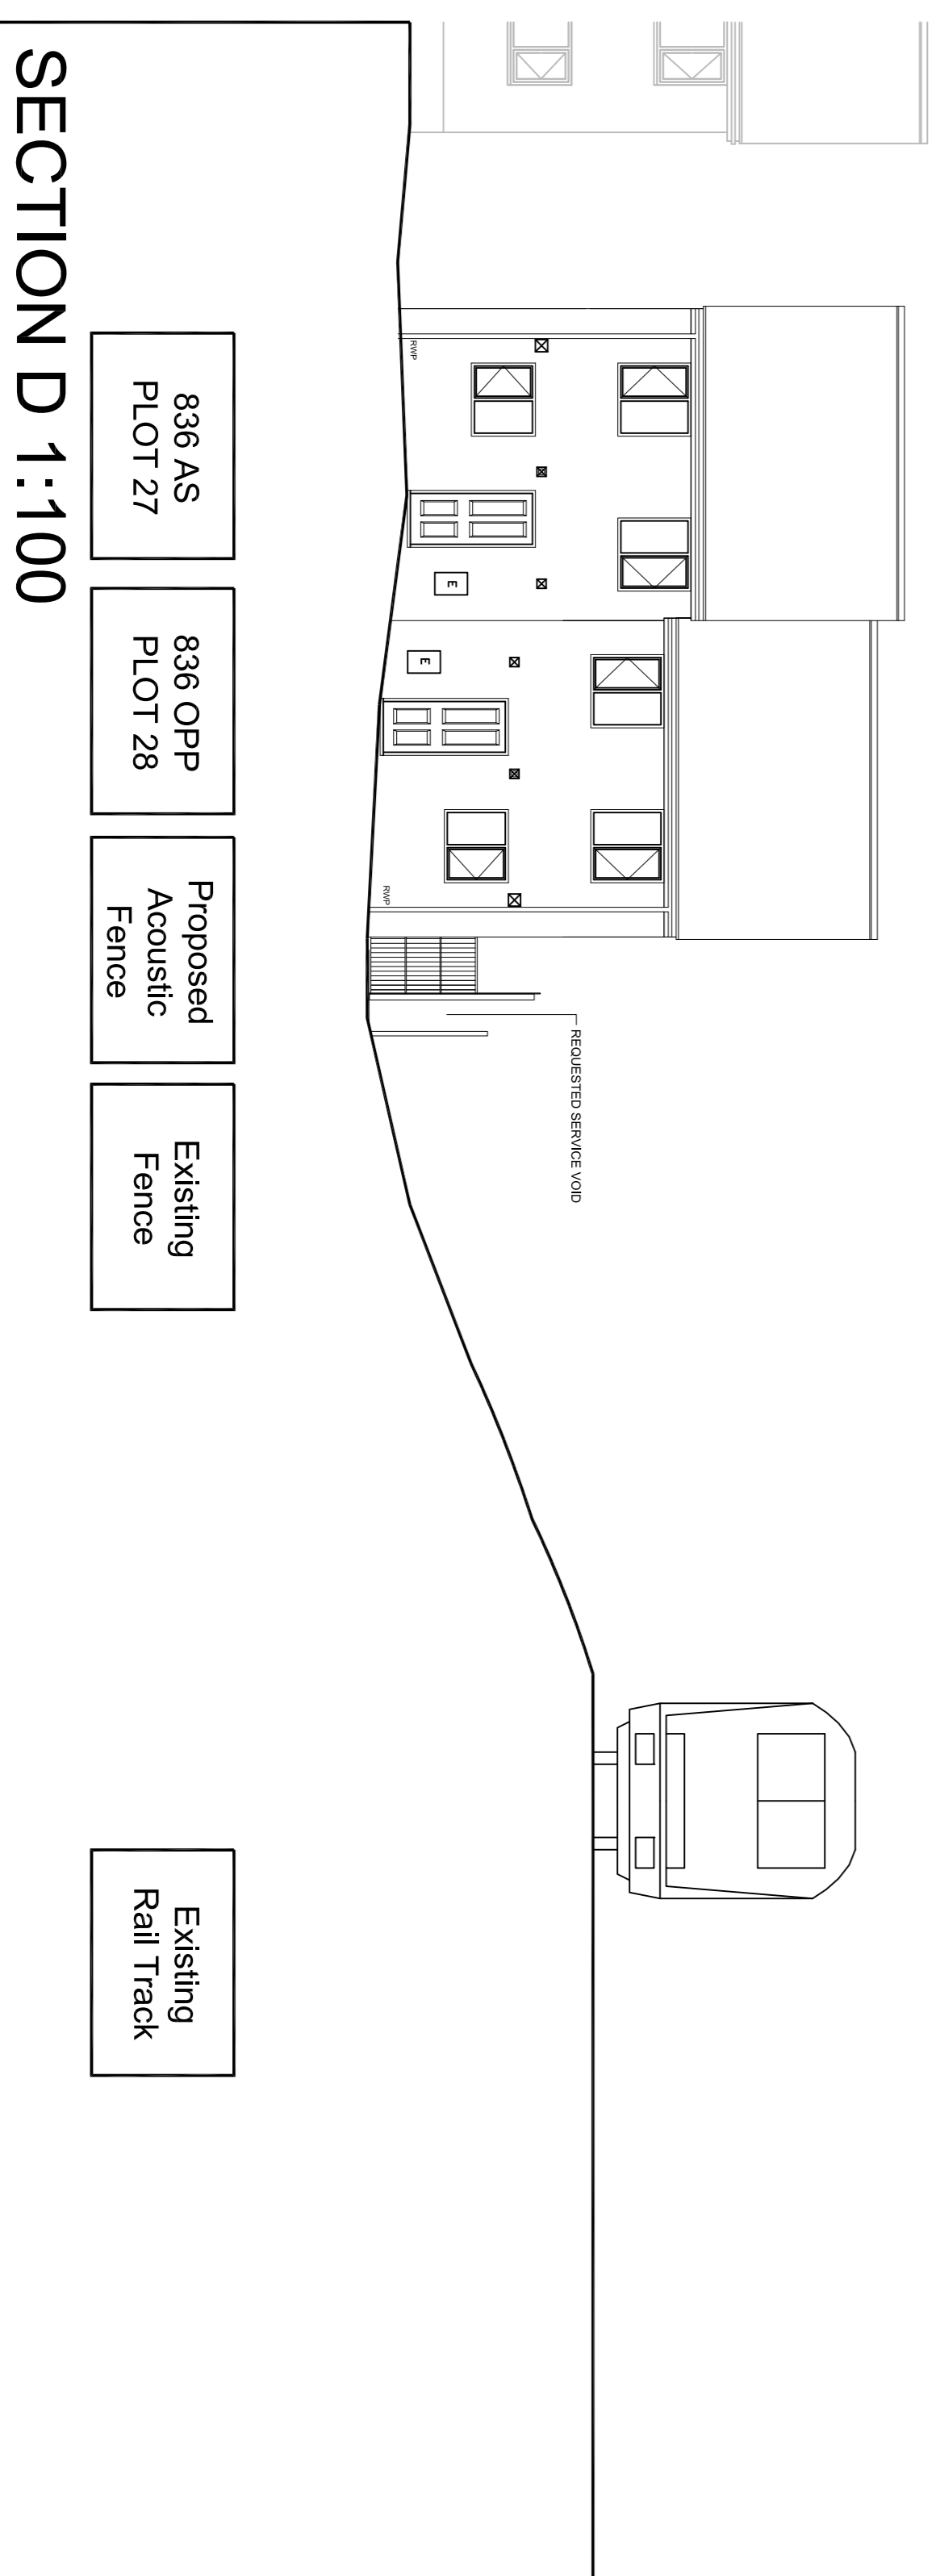 RWP
E
E
RWP
REQUESTED SERVICE VOID
836 AS
PLOT 27
836 OPP
PLOT 28
Proposed
Acoustic
Fence
Existing
Fence
Existing
Rail Track
SECTION D 1:100